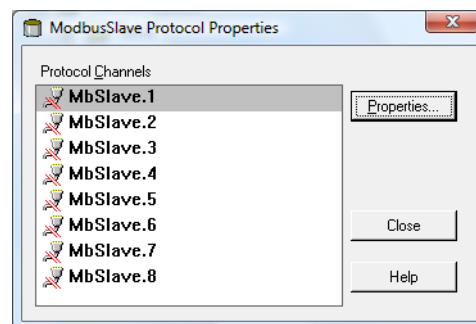 ModbusSlave Protocol Properties
Protocol Channels
MbSlave.1
MbSlave.2
MbSlave.3
MbSlave.4
MbSlave.5
MbSlave.6
MbSlave.7
MbSlave.8
Properties...
Close
Help